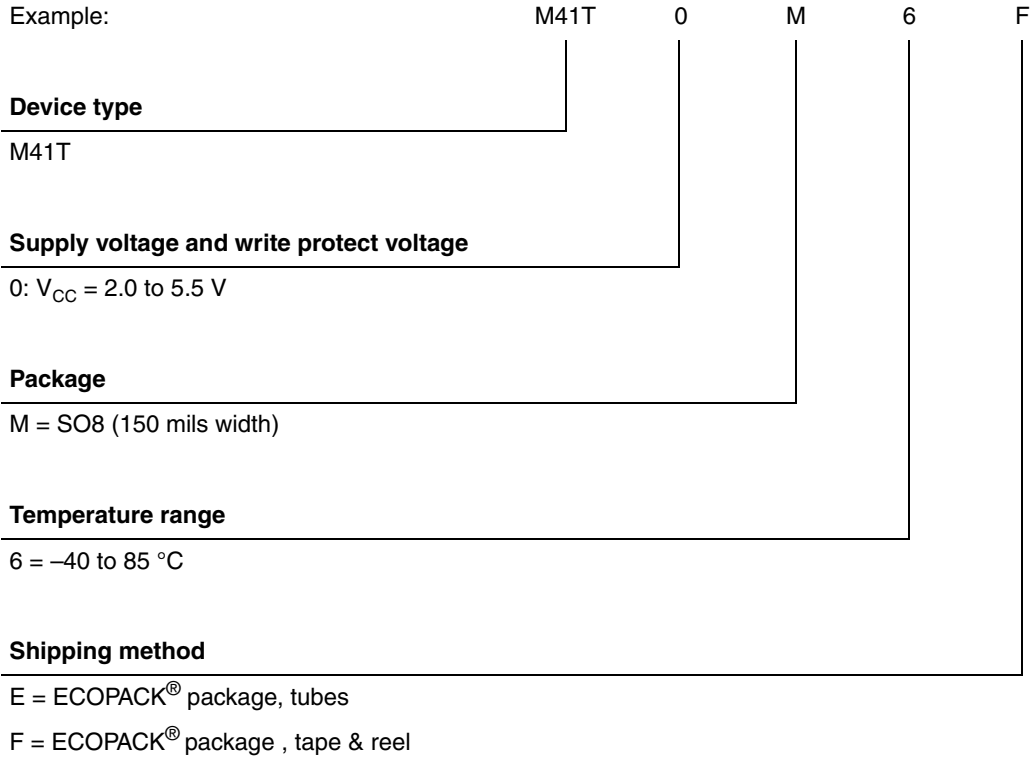 Example: M41T 0 M 6 F
Device type
M41T
Supply voltage and write protect voltage
0: VCC = 2.0 to 5.5 V
Package
M = SO8 (150 mils width)
Temperature range
6 = –40 to 85 °C
Shipping method
E = ECOPACK® package, tubes
F = ECOPACK® package , tape & reel